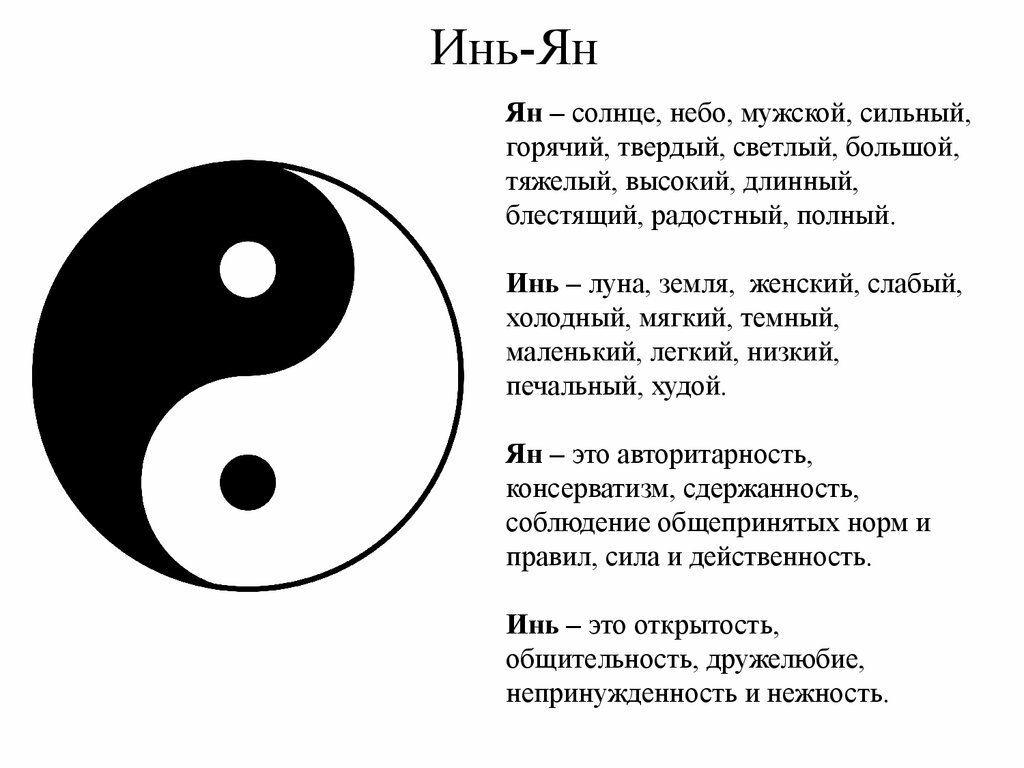 Инь-Ян
Ян – солнце, небо, мужской, сильный,
горячий, твердый, светлый, большой,
тяжелый, высокий, длинный,
блестящий, радостный, полный.
Инь – луна, земля,  женский, слабый,
холодный, мягкий, темный,
маленький, легкий, низкий,
печальный, худой.
Ян – это авторитарность,
консерватизм, сдержанность,
соблюдение общепринятых норм и
правил, сила и действенность.
Инь – это открытость,
общительность, дружелюбие,
непринужденность и нежность.